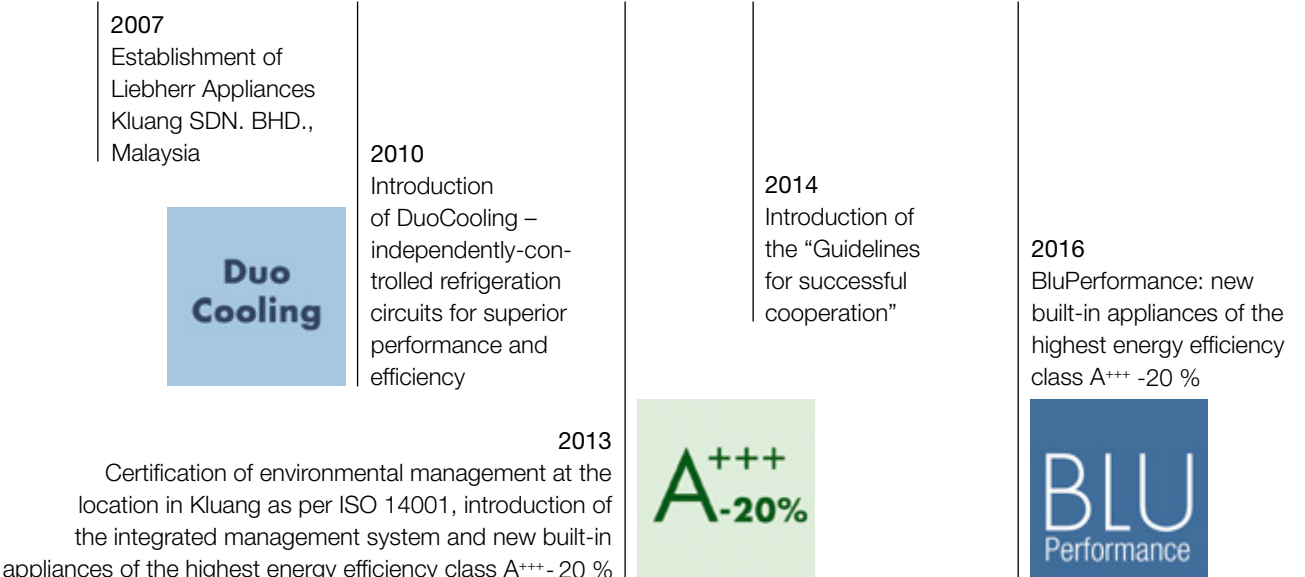 2007
Establishment of
Liebherr Appliances
Kluang SDN. BHD.,
Malaysia
Duo
Cooling
2010
Introduction
of DuoCooling –
independently-con-
trolled refrigeration
circuits for superior
performance and
efficiency
2013
Certification of environmental management at the
location in Kluang as per ISO 14001, introduction of
the integrated management system and new built-in
appliances of the highest energy efficiency class A+++- 20 %
A+++
-20%
2014
Introduction of
the “Guidelines
for successful
cooperation”
2016
BluPerformance: new
built-in appliances of the
highest energy efficiency
class A+++ -20 %
BLU
Performance